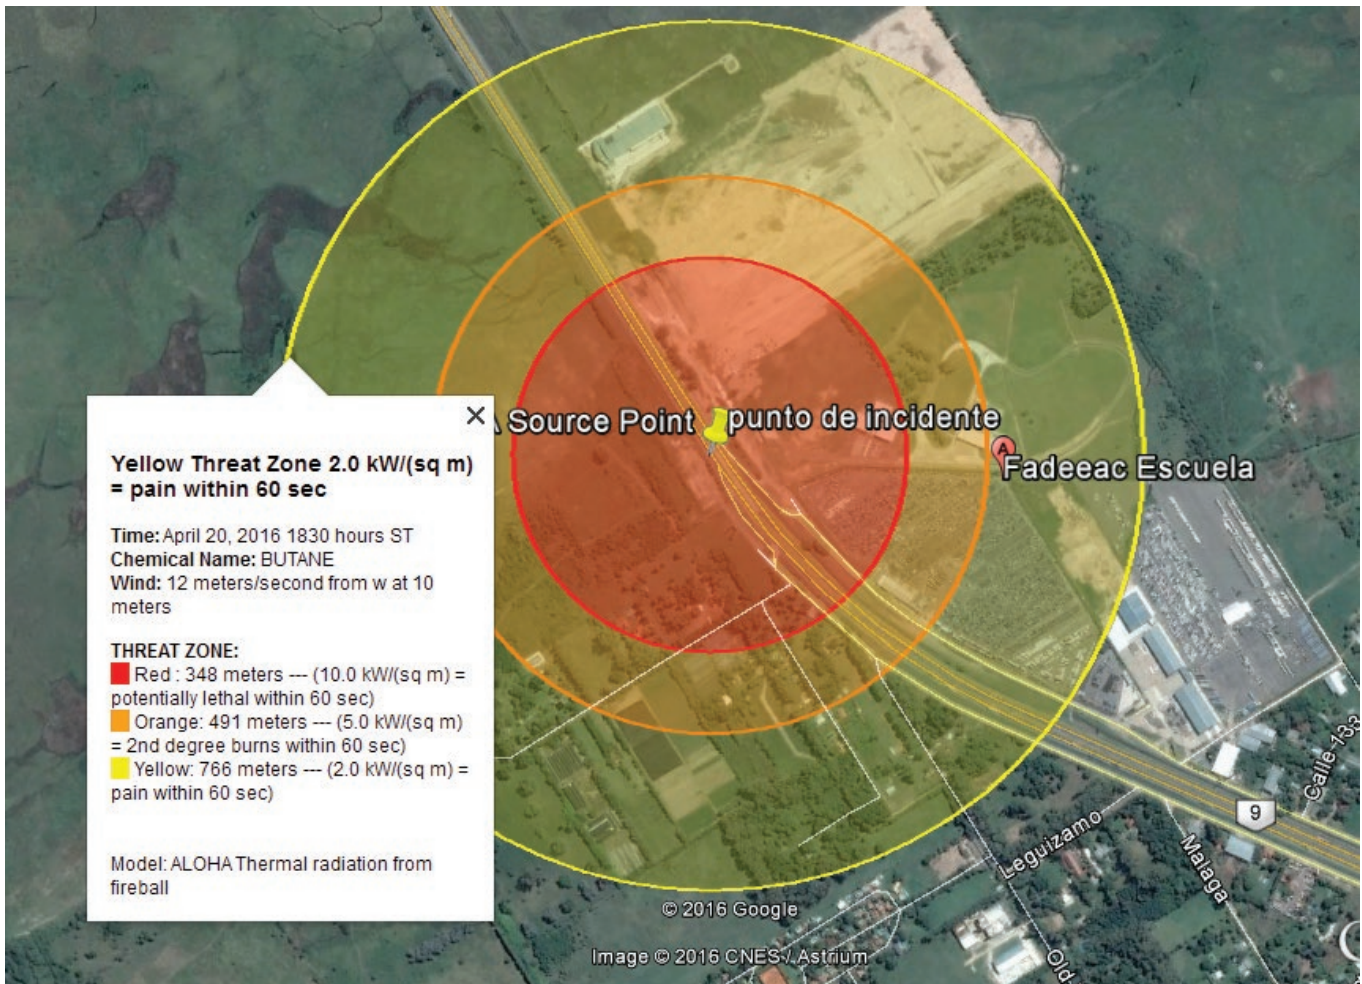 A Source Point
punto de incidente
A
Fadeeac Escuela
×
Yellow Threat Zone 2.0 kW/(sq m)
= pain within 60 sec
Time: April 20, 2016 1830 hours ST
Chemical Name: BUTANE
Wind: 12 meters/second from w at 10
meters
THREAT ZONE:
Red : 348 meters --- (10.0 kW/(sq m) =
potentially lethal within 60 sec)
Orange: 491 meters --- (5.0 kW/(sq m)
= 2nd degree burns within 60 sec)
Yellow: 766 meters --- (2.0 kW/(sq m) =
pain within 60 sec)
Model: ALOHA Thermal radiation from
fireball
Calle 133
9
Leguizamo
Malaga
Old
© 2016 Google
Image © 2016 CNES / Astrium